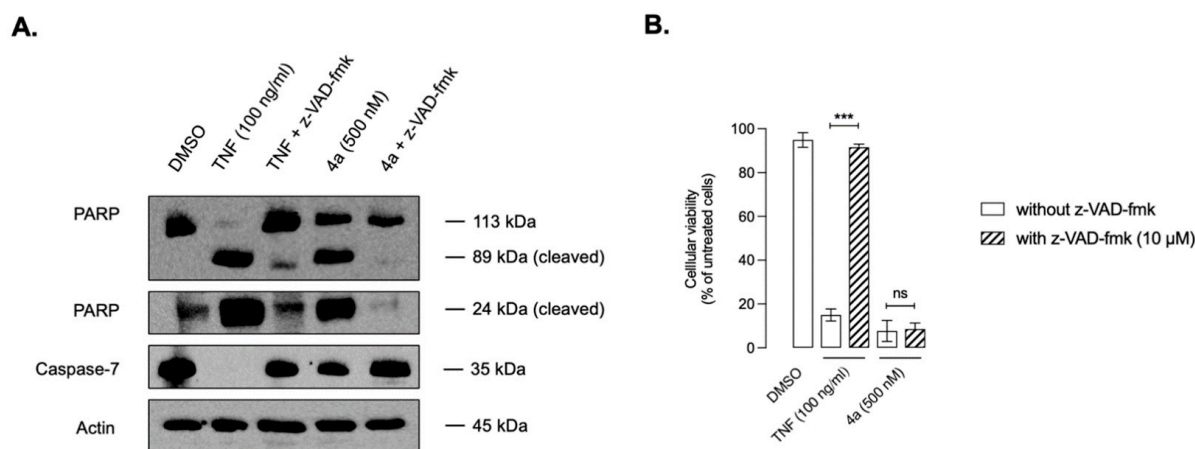 A.
DMSO
TNF (100 ng/ml)
TNF + z-VAD-fmk
4a (500 nM)
4a + z-VAD-fmk
PARP
113 kDa
89 kDa (cleaved)
PARP
24 kDa (cleaved)
Caspase-7
35 kDa
Actin
45 kDa
B.
Cellular viability
(% of untreated cells)
100
80
60
40
20
0
***
ns
DMSO
TNF (100 ng/ml)
4a (500 nM)
without z-VAD-fmk
with z-VAD-fmk (10 µM)